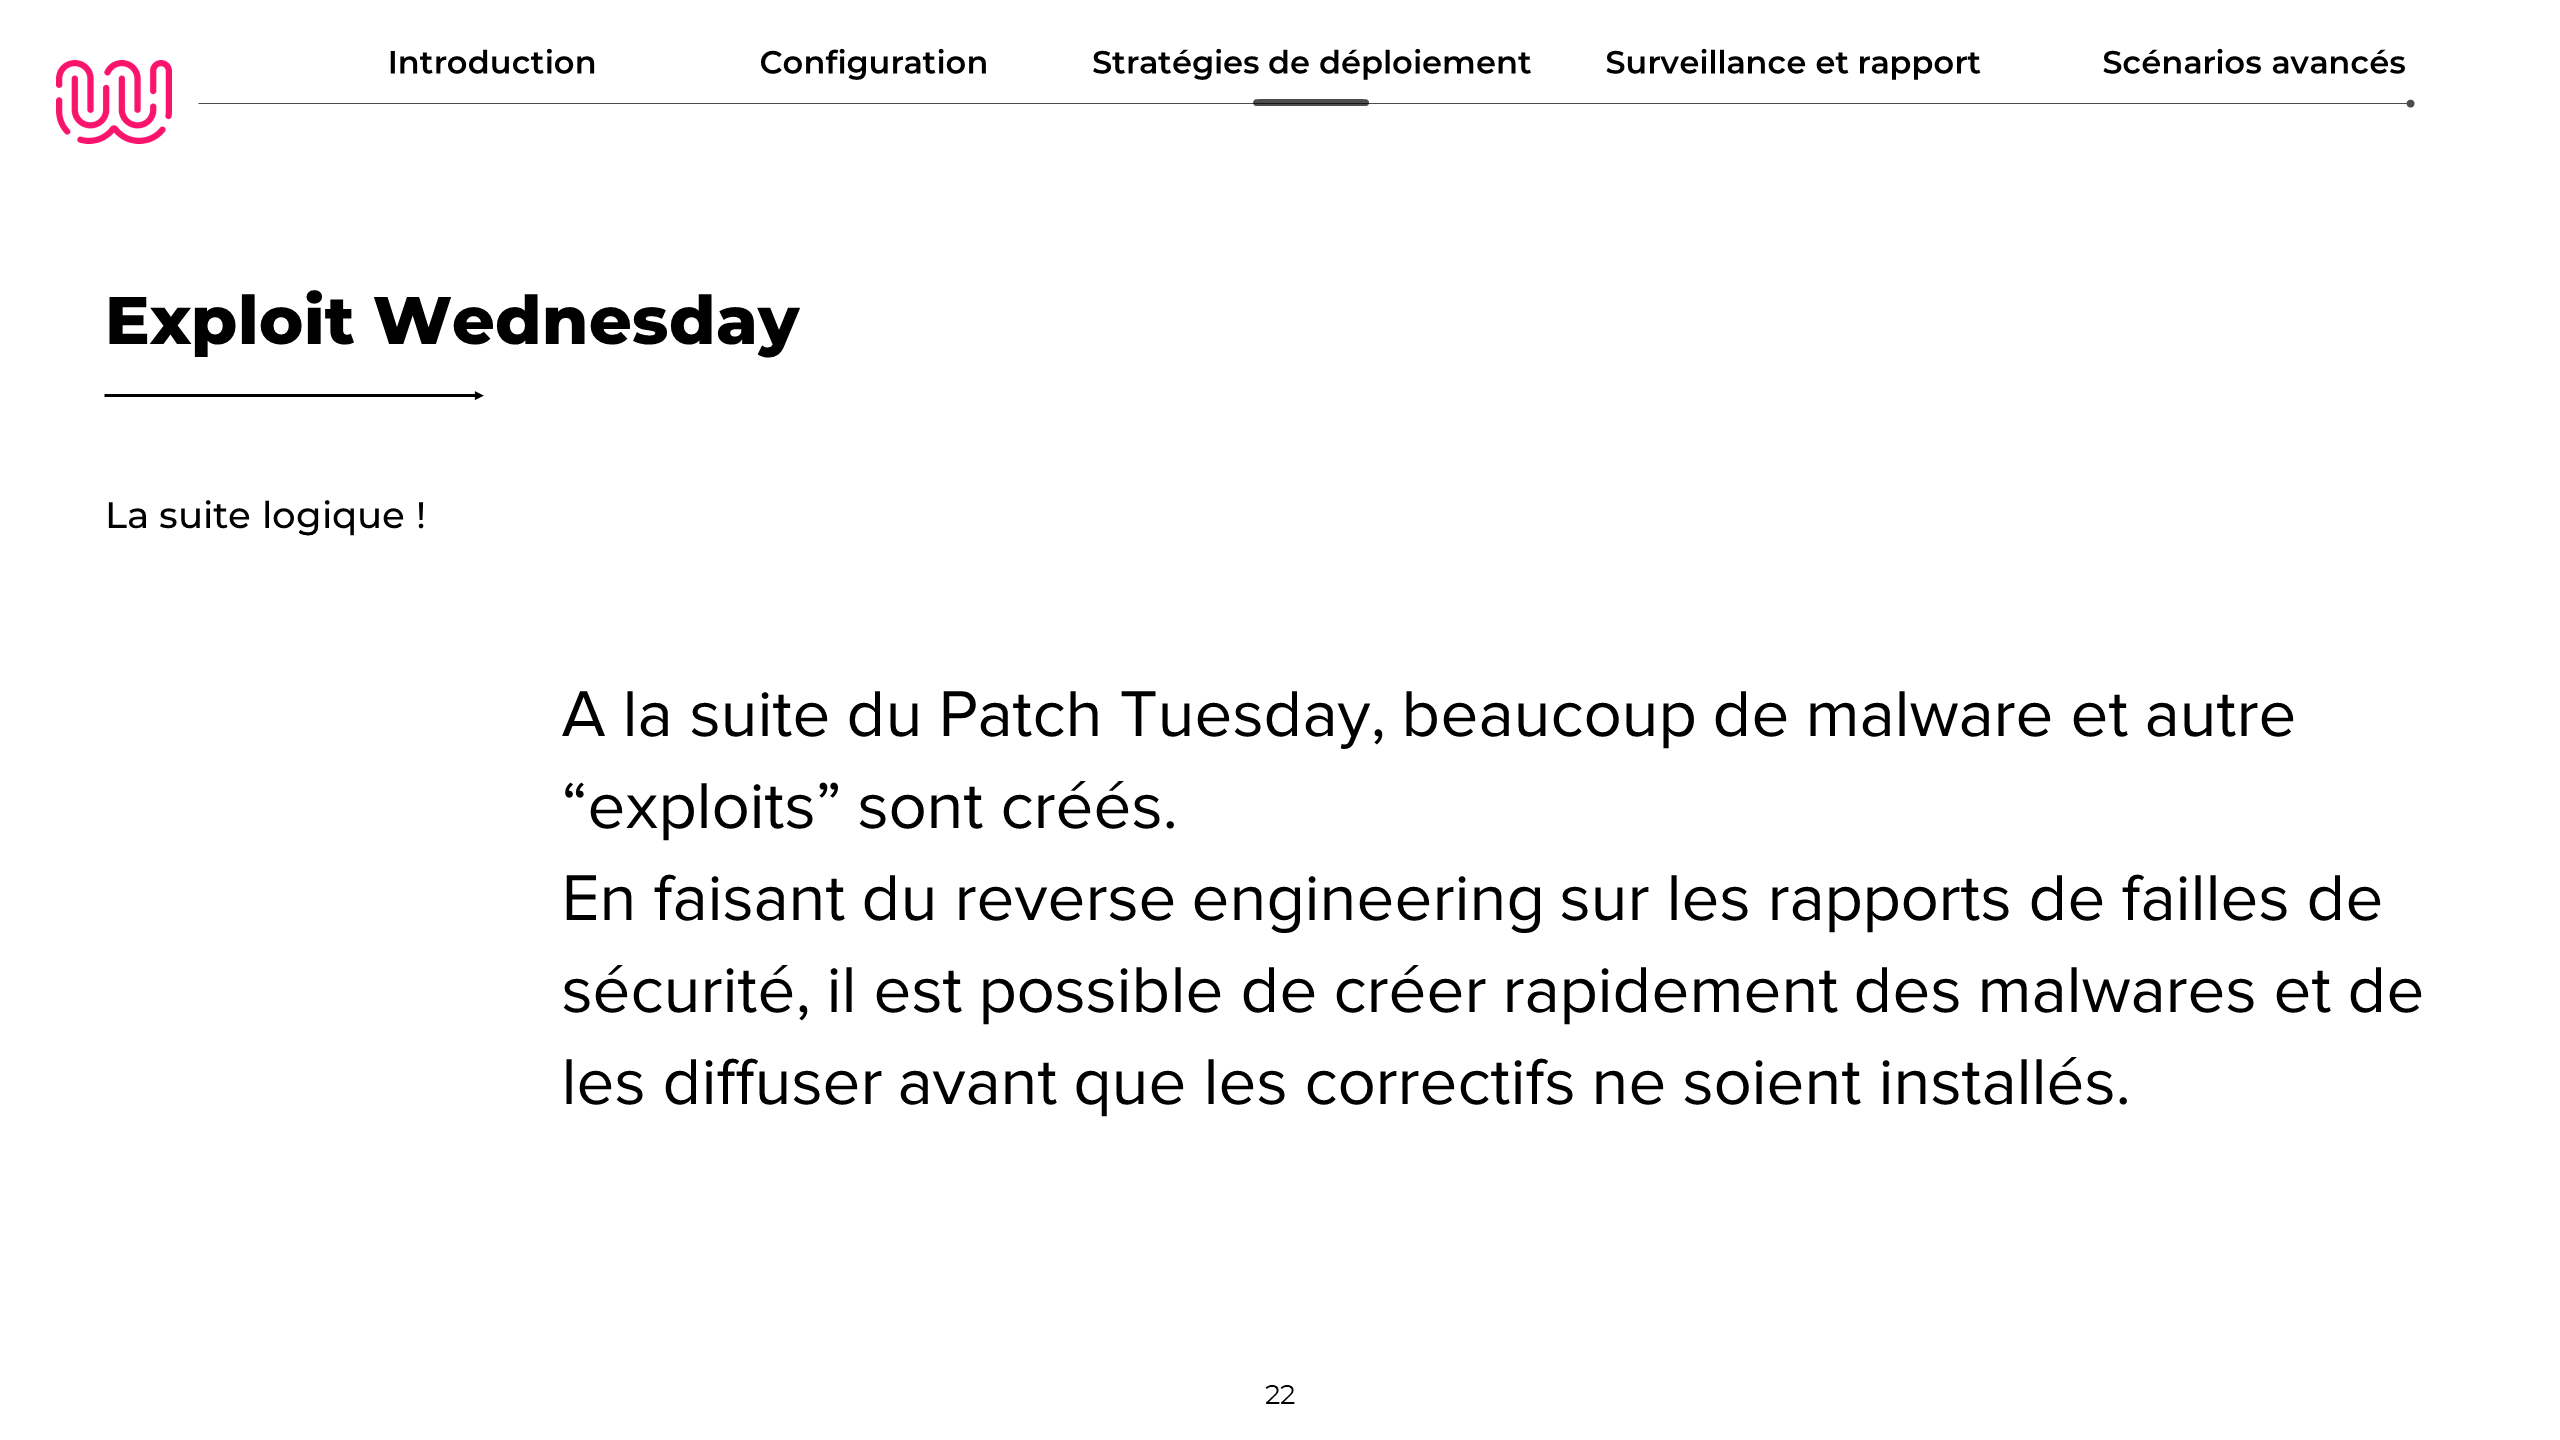 Introduction
Configuration
Stratégies de déploiement
Surveillance et rapport
Scénarios avancés
Exploit Wednesday
La suite logique !
A la suite du Patch Tuesday, beaucoup de malware et autre
“exploits” sont créés.
En faisant du reverse engineering sur les rapports de failles de
sécurité, il est possible de créer rapidement des malwares et de
les diffuser avant que les correctifs ne soient installés.
22